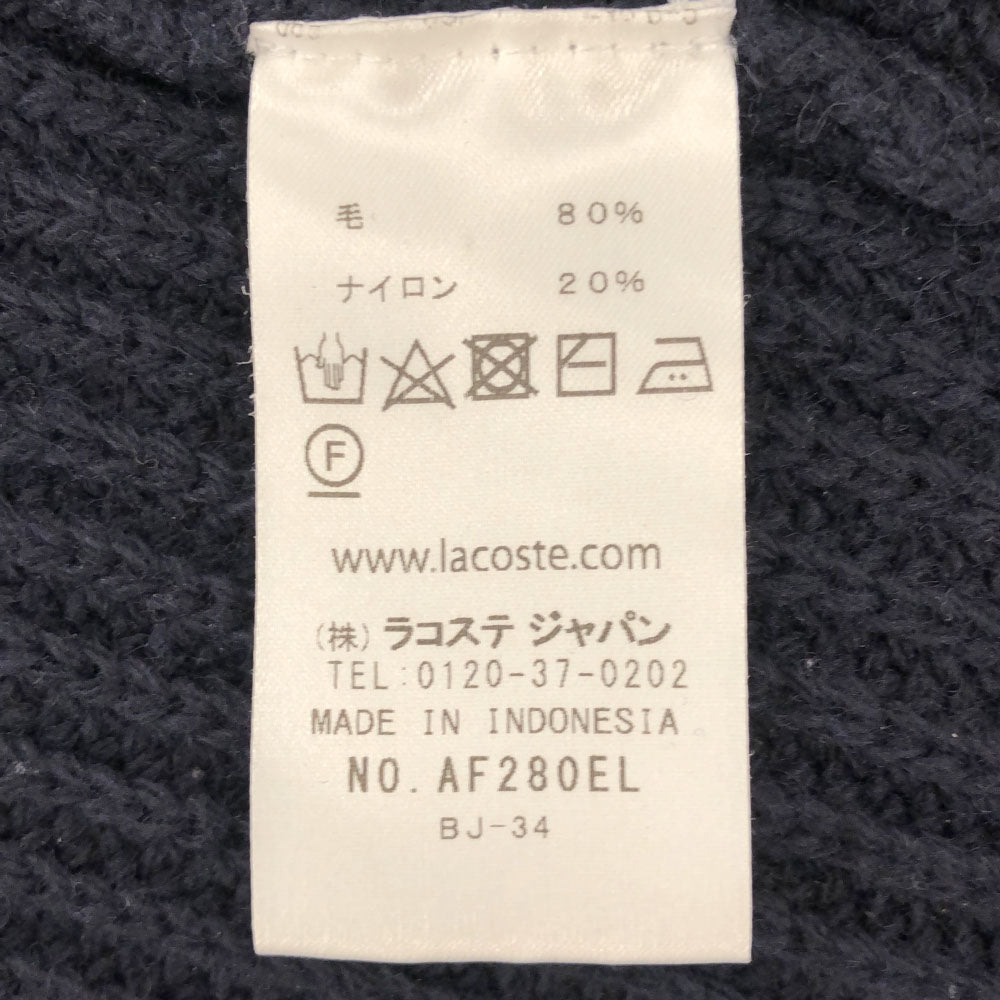 毛 80%
ナイロン 20%
F
www.lacoste.com
(株) ラコステ ジャパン
TEL:0120-37-0202
MADE IN INDONESIA
NO. AF280EL
BJ-34